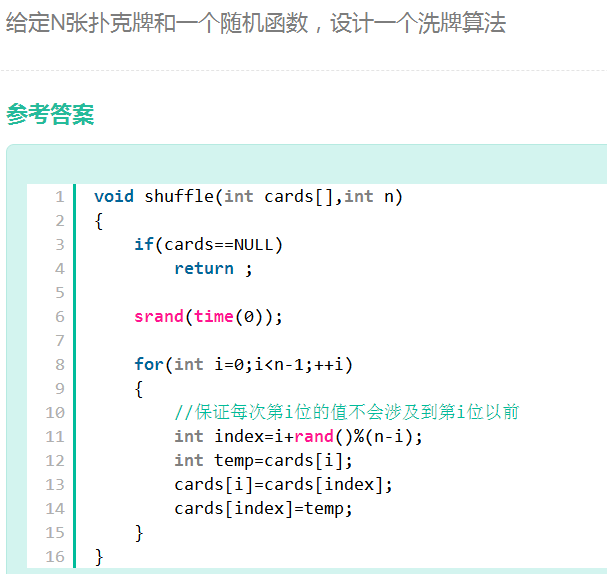 给定N张扑克牌和一个随机函数，设计一个洗牌算法
参考答案
1 void shuffle(int cards[],int n)
2 {
3     if(cards==NULL)
4         return ;
5
6     srand(time(0));
7
8     for(int i=0;i<n-1;++i)
9     {
10         //保证每次第i位的值不会涉及到第i位以前
11         int index=i+rand()%(n-i);
12         int temp=cards[i];
13         cards[i]=cards[index];
14         cards[index]=temp;
15     }
16 }